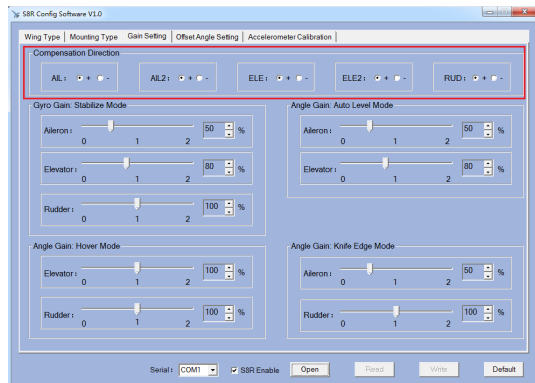 S8R Config Software V1.0
Wing Type Mounting Type Gain Setting Offset Angle Setting Accelerometer Calibration
Compensation Direction
AIL: + - AIL2: + - ELE: + - ELE2: + - RUD: + -
Gyro Gain: Stabilize Mode
Aileron: 50 %
0 1 2
Elevator: 80 %
0 1 2
Rudder: 100 %
0 1 2
Angle Gain: Auto Level Mode
Aileron: 50 %
0 1 2
Elevator: 80 %
0 1 2
Angle Gain: Hover Mode
Elevator: 100 %
0 1 2
Rudder: 100 %
0 1 2
Angle Gain: Knife Edge Mode
Aileron: 50 %
0 1 2
Rudder: 100 %
0 1 2
Serial: COM1 S8R Enable Open Read Write Default